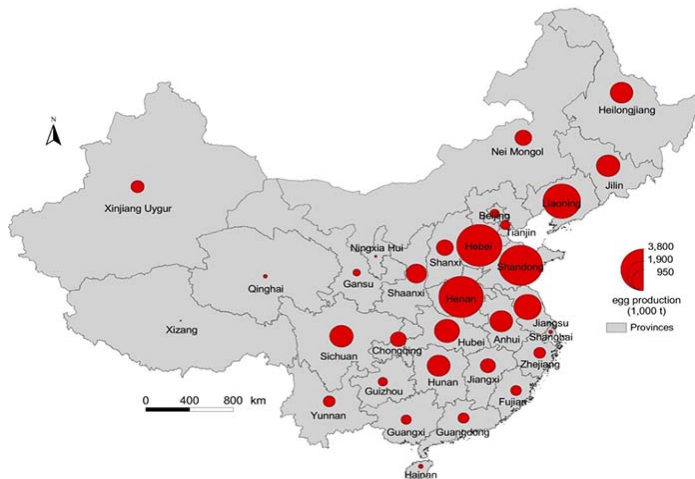 N
Heilongjiang
Nei Mongol
Jilin
Xinjiang Uygur
Liaoning
Beijing
Tianjin
Hebei
Ningxia Hui
Shanxi
Shandong
Qinghai
Gansu
Shaanxi
Henan
Jiangsu
Xizang
Anhui
Shanghai
Hubei
Sichuan
Chongqing
Zhejiang
Hunan
Jiangxi
Guizhou
Fujian
Yunnan
Guangxi
Guangdong
Hainan
3,800
1,900
950
egg production
(1,000 t)
Provinces
0 400 800 km